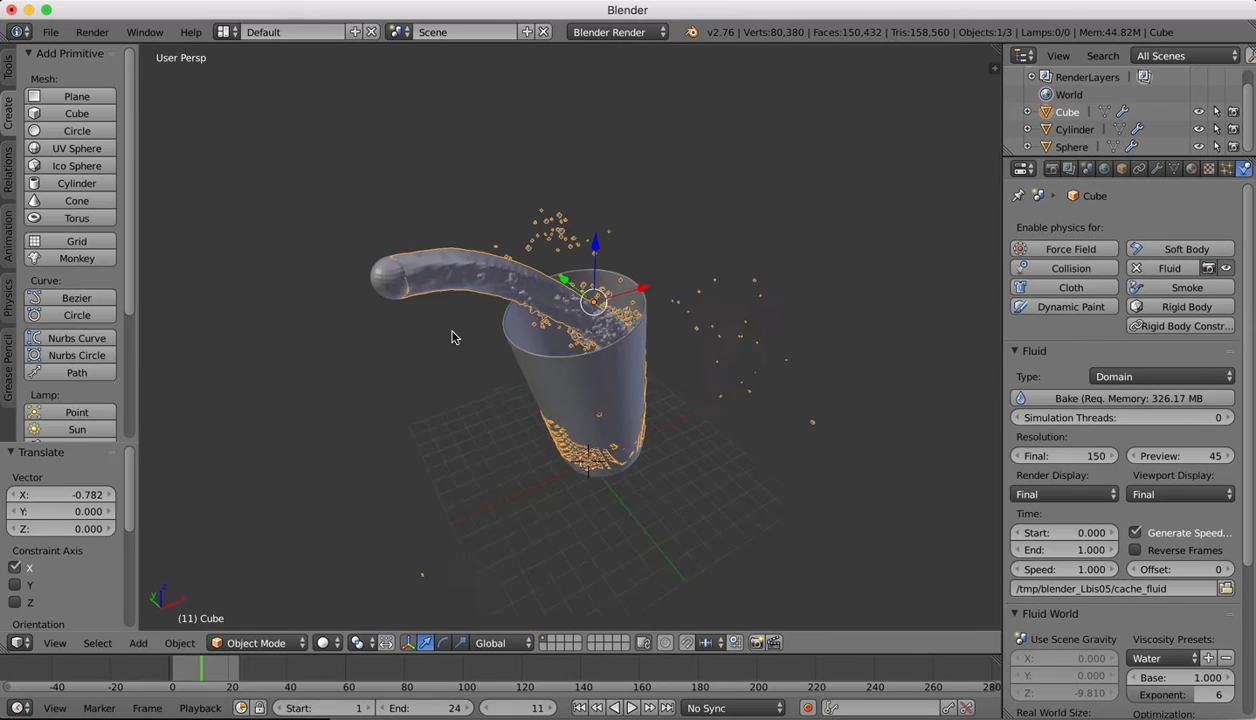 Blender
File Render Window Help Default Scene Blender Render v2.76 | Verts:80,380 | Faces:150,432 | Tris:158,560 | Objects:1/3 | Lamps:0/0 | Mem:44.82M | Cube
Tools
Create
Relations
Animation
Physics
Grease Pencil
Add Primitive
Mesh:
Plane
Cube
Circle
UV Sphere
Ico Sphere
Cylinder
Cone
Torus
Grid
Monkey
Curve:
Bezier
Circle
Nurbs Curve
Nurbs Circle
Path
Lamp:
Point
Sun
Translate
Vector
X: -0.782
Y: 0.000
Z: 0.000
Constraint Axis
X
Y
Z
Orientation
User Persp
(11) Cube
View Select Add Object Object Mode Global
-40 -20 0 20 40 60 80 100 120 140 160 180 200 220 240 260 280
View Marker Frame Playback Start: 1 End: 24 11 No Sync
View Search All Scenes
RenderLayers
World
Cube
Cylinder
Sphere
Cube
Enable physics for:
Force Field Soft Body
Collision Fluid
Cloth Smoke
Dynamic Paint Rigid Body
Rigid Body Constr...
Fluid
Type: Domain
Bake (Req. Memory: 326.17 MB
Simulation Threads: 0
Resolution:
Final: 150 Preview: 45
Render Display: Viewport Display:
Final Final
Time:
Start: 0.000 Generate Speed...
End: 1.000 Reverse Frames
Speed: 1.000 Offset: 0
/tmp/blender_Lbis05/cache_fluid
Fluid World
Use Scene Gravity Viscosity Presets:
X: 0.000 Water
Y: 0.000 Base: 1.000
Z: -9.810 Exponent: 6
Real World Size: Optimization: